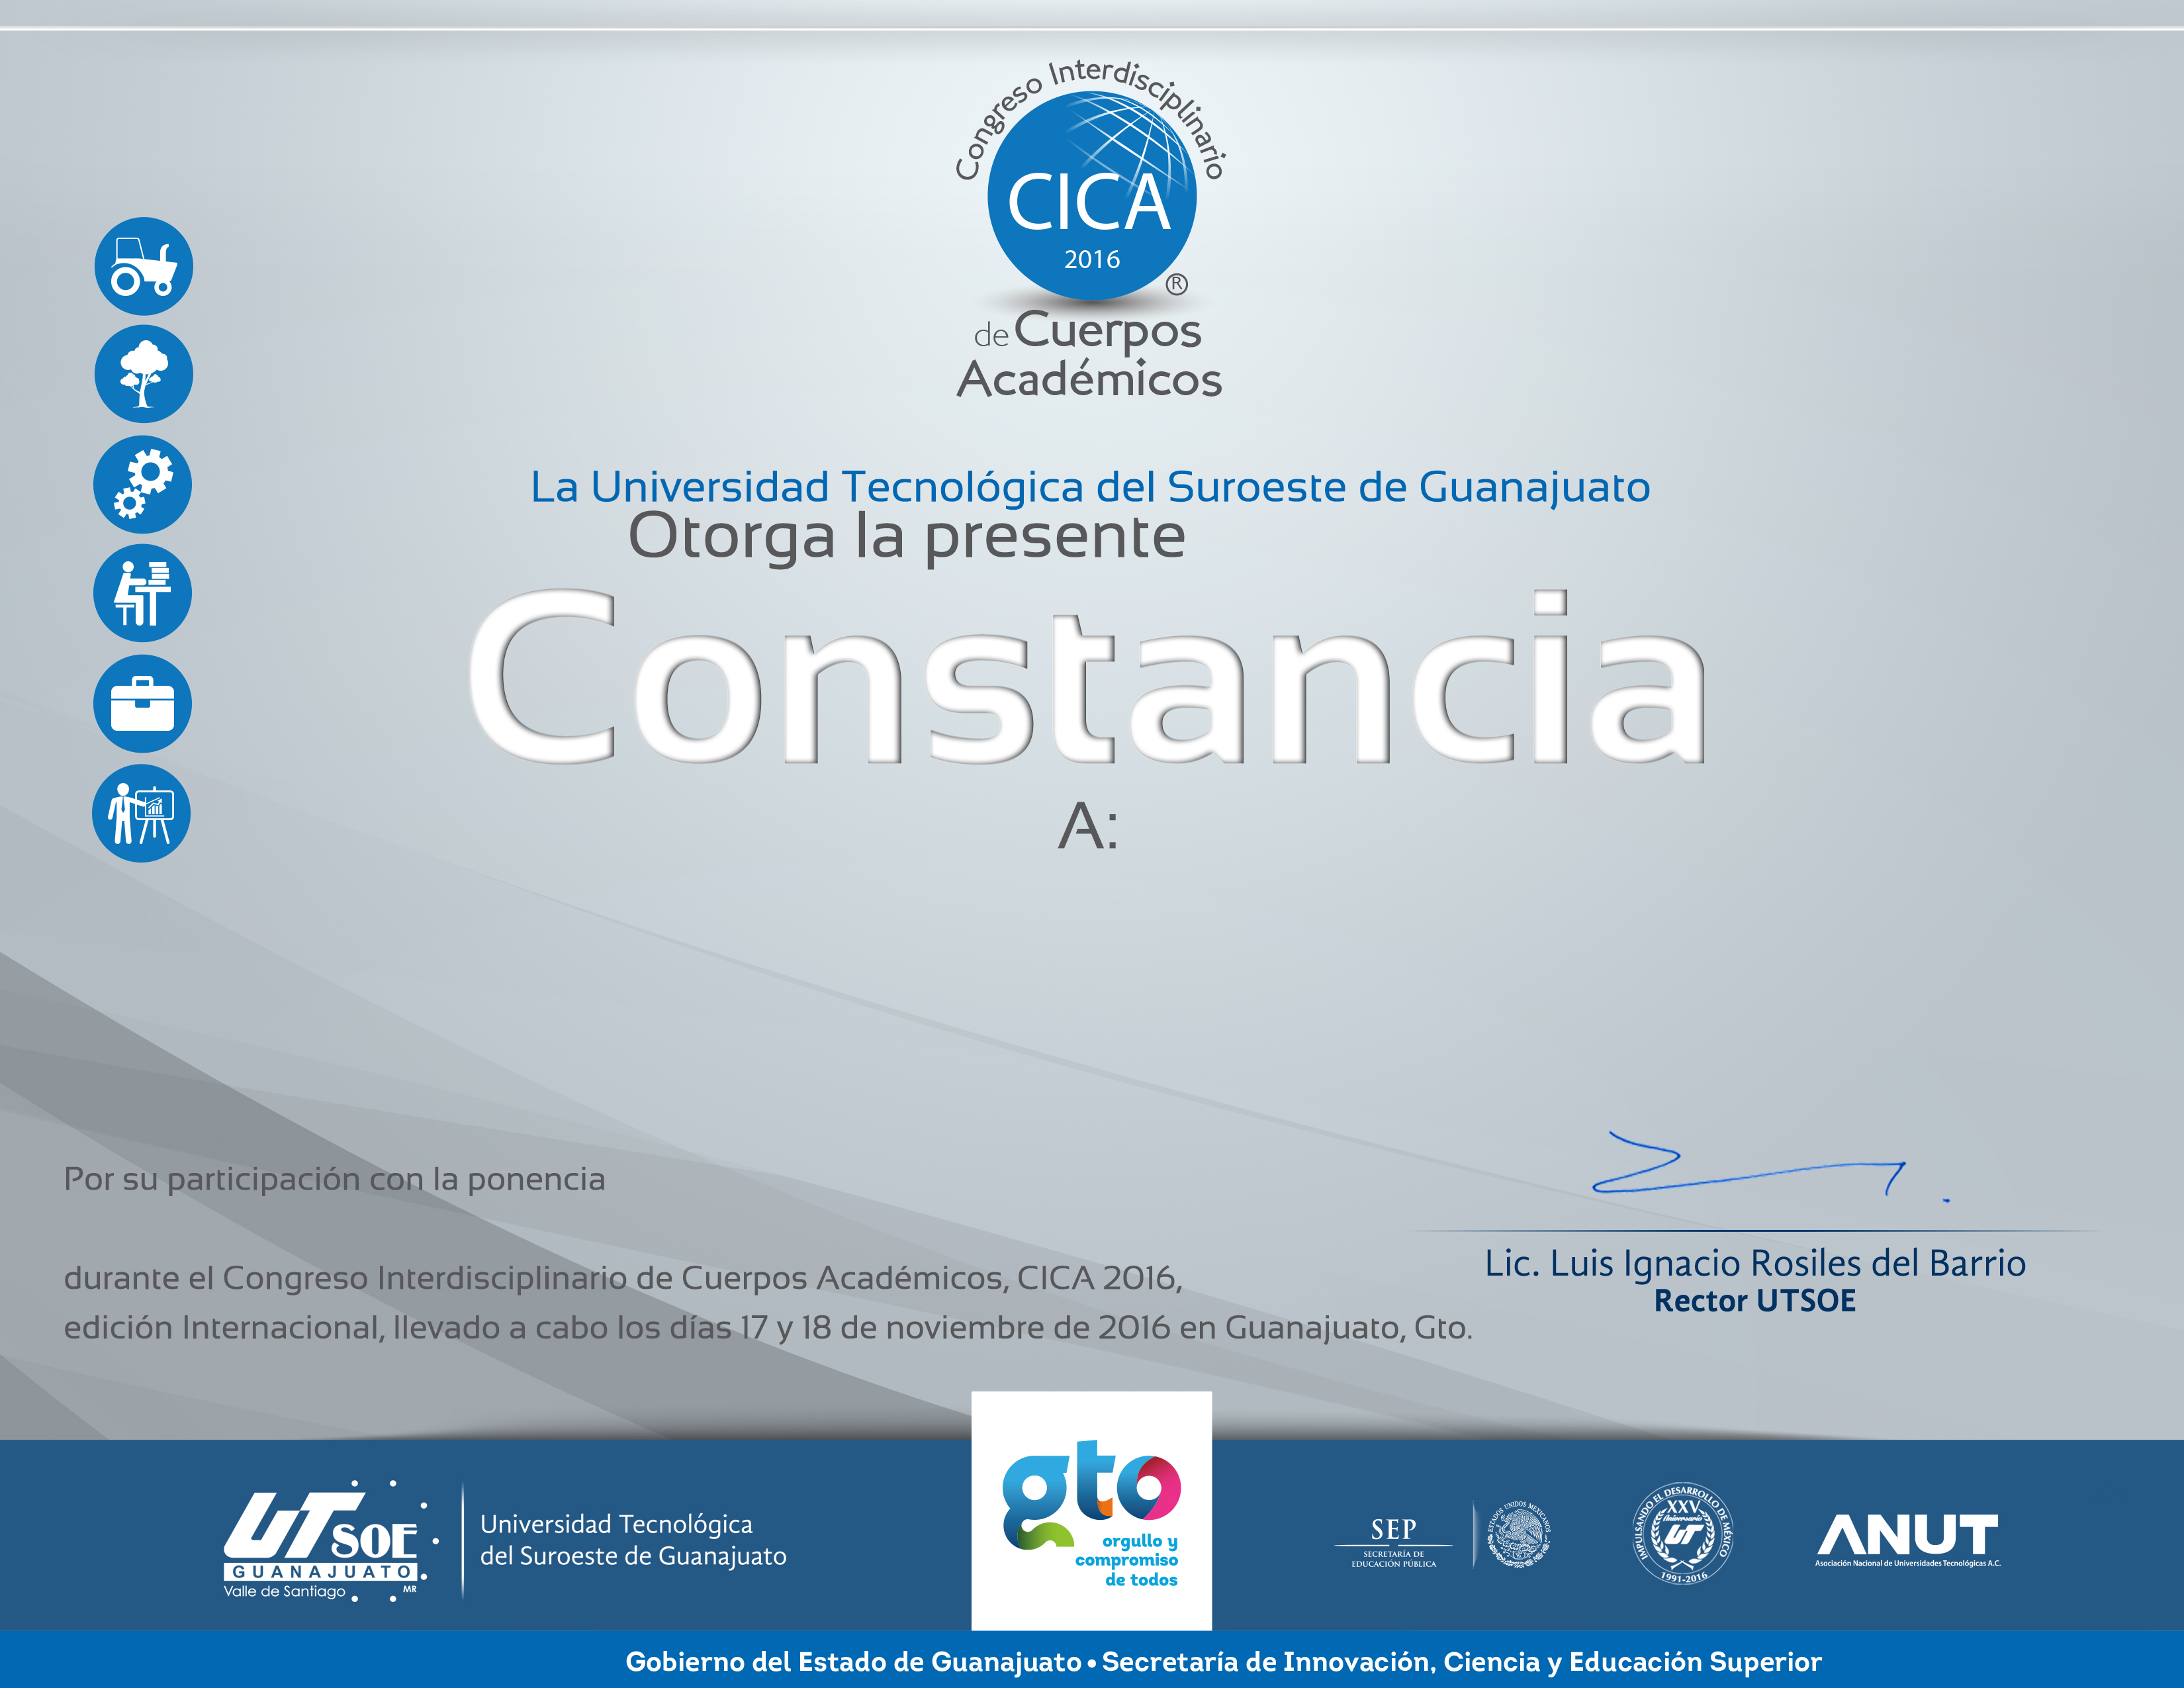 Congreso Interdisciplinario
CICA
2016
®
de Cuerpos
Académicos
La Universidad Tecnológica del Suroeste de Guanajuato
Otorga la presente
Constancia
A:
Por su participación con la ponencia
durante el Congreso Interdisciplinario de Cuerpos Académicos, CICA 2016,
edición Internacional, llevado a cabo los días 17 y 18 de noviembre de 2016 en Guanajuato, Gto.
Lic. Luis Ignacio Rosiles del Barrio
Rector UTSOE
UTSOE
GUANAJUATO
Valle de Santiago
MR
Universidad Tecnológica
del Suroeste de Guanajuato
gto
orgullo y
compromiso
de todos
SEP
SECRETARÍA DE
EDUCACIÓN PÚBLICA
ESTADOS UNIDOS MEXICANOS
IMPULSANDO EL DESARROLLO DE MÉXICO
XXV
Aniversario
UT
1991-2016
ANUT
Asociación Nacional de Universidades Tecnológicas A.C.
Gobierno del Estado de Guanajuato • Secretaría de Innovación, Ciencia y Educación Superior